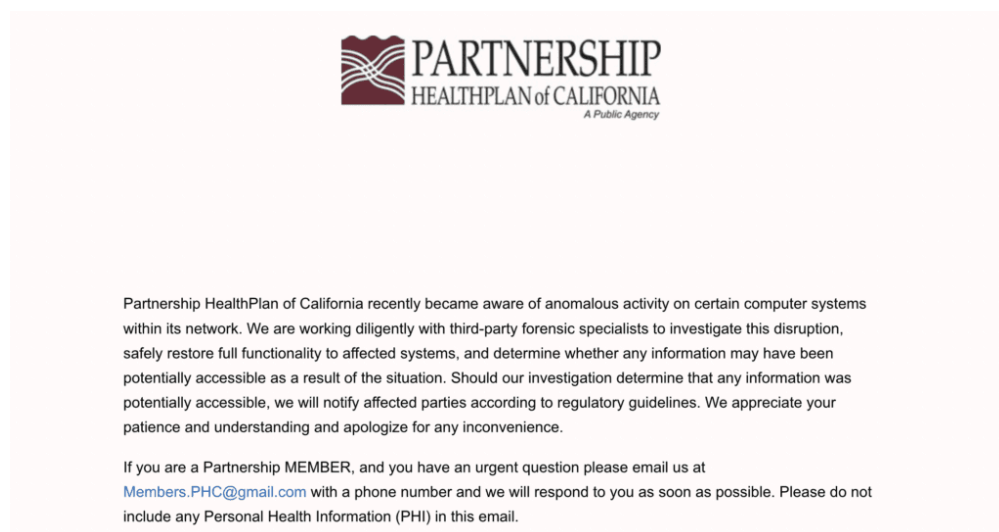 PARTNERSHIP
HEALTHPLAN of CALIFORNIA
A Public Agency
Partnership HealthPlan of California recently became aware of anomalous activity on certain computer systems
within its network. We are working diligently with third-party forensic specialists to investigate this disruption,
safely restore full functionality to affected systems, and determine whether any information may have been
potentially accessible as a result of the situation. Should our investigation determine that any information was
potentially accessible, we will notify affected parties according to regulatory guidelines. We appreciate your
patience and understanding and apologize for any inconvenience.
If you are a Partnership MEMBER, and you have an urgent question please email us at
Members.PHC@gmail.com with a phone number and we will respond to you as soon as possible. Please do not
include any Personal Health Information (PHI) in this email.